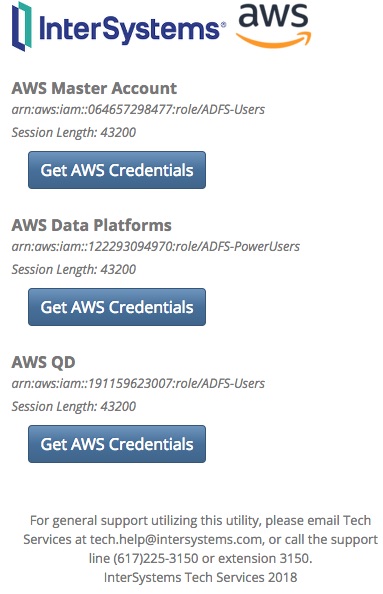 InterSystems® aws
AWS Master Account
arn:aws:iam::064657298477:role/ADFS-Users
Session Length: 43200
Get AWS Credentials
AWS Data Platforms
arn:aws:iam::122293094970:role/ADFS-PowerUsers
Session Length: 43200
Get AWS Credentials
AWS QD
arn:aws:iam::191159623007:role/ADFS-Users
Session Length: 43200
Get AWS Credentials
For general support utilizing this utility, please email Tech
Services at tech.help@intersystems.com, or call the support
line (617)225-3150 or extension 3150.
InterSystems Tech Services 2018